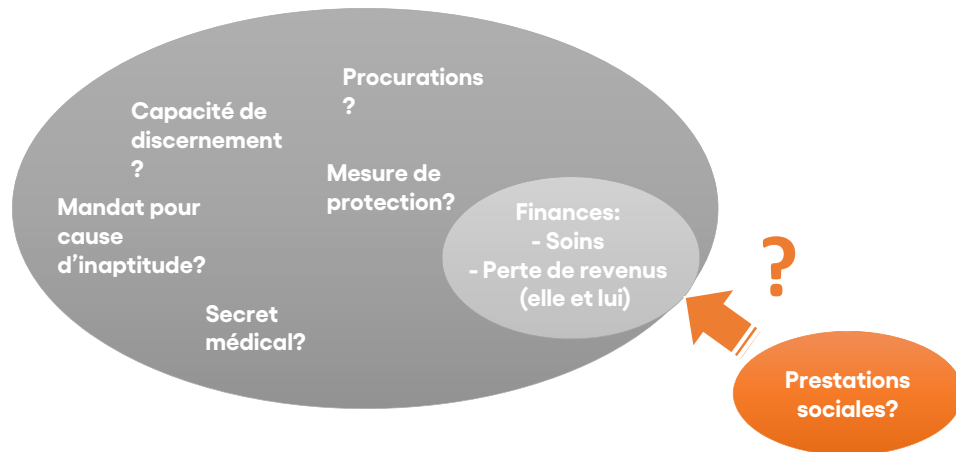 Procurations
?
Capacité de
discernement
?
Mesure de
protection?
Mandat pour
cause
d’inaptitude?
Finances:
- Soins
- Perte de revenus
(elle et lui)
Secret
médical?
?
Prestations
sociales?